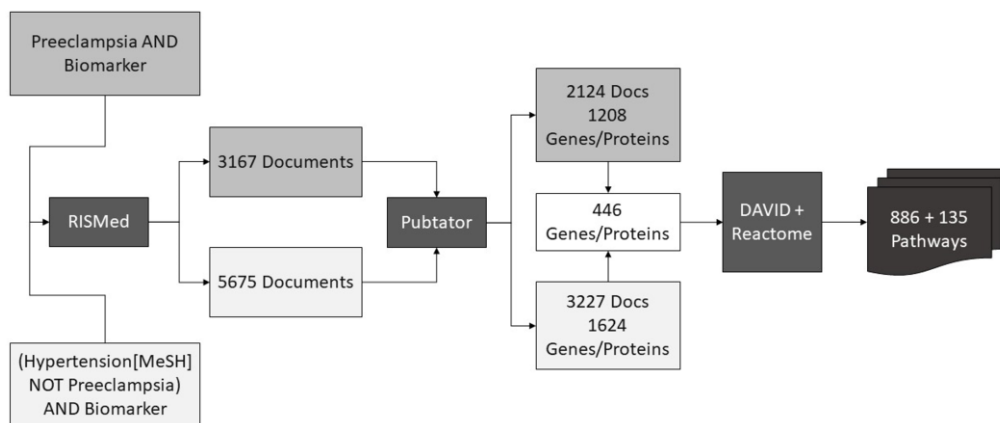 Preeclampsia AND
Biomarker
RISMed
(Hypertension[MeSH]
NOT Preeclampsia)
AND Biomarker
3167 Documents
5675 Documents
Pubtator
2124 Docs
1208
Genes/Proteins
446
Genes/Proteins
3227 Docs
1624
Genes/Proteins
DAVID +
Reactome
886 + 135
Pathways